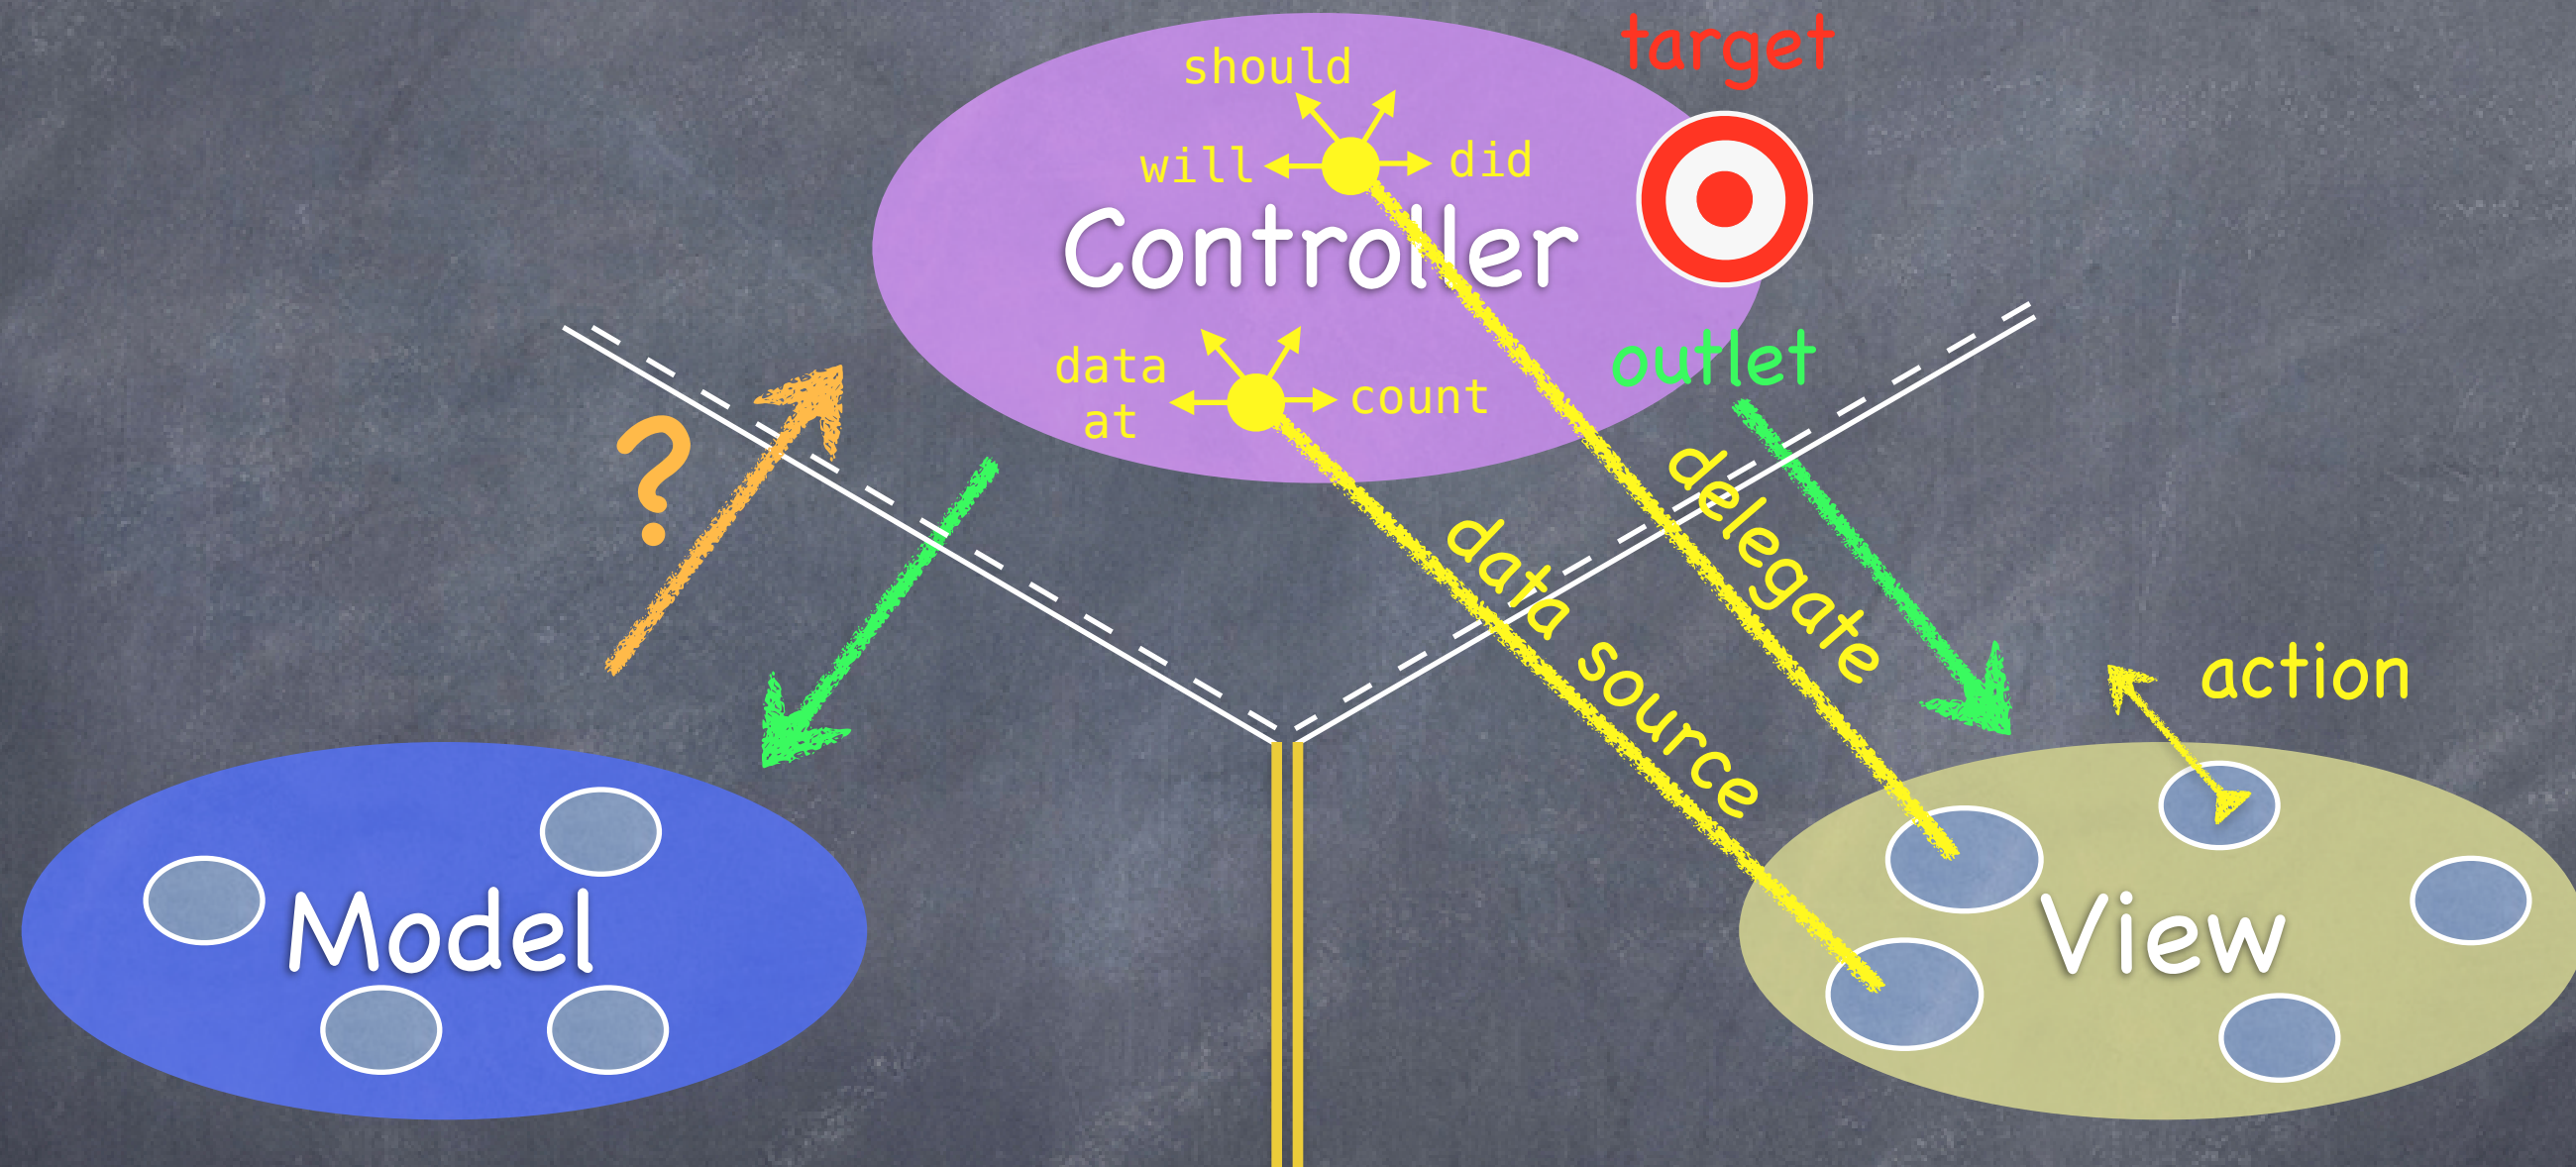 target
should
will
did
Controller
outlet
data
at
count
?
delegate
data source
action
Model
View